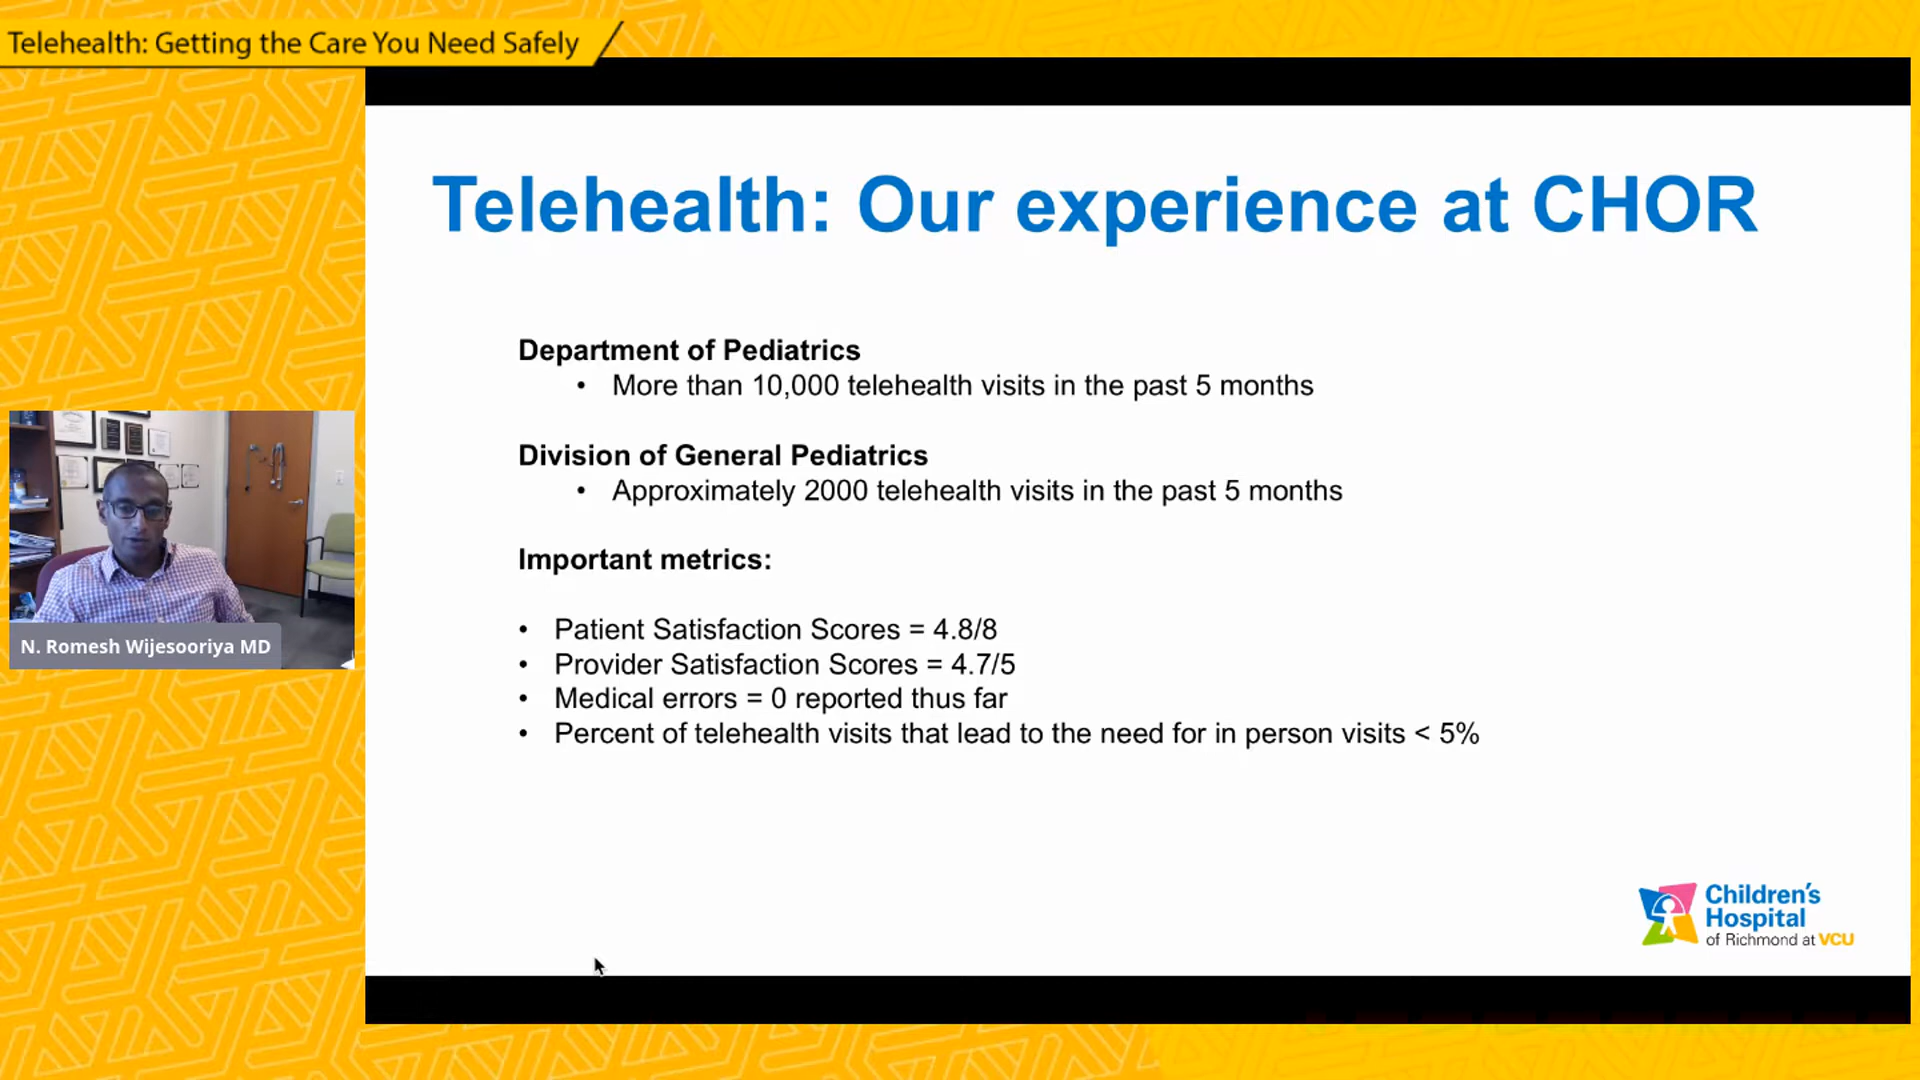 Telehealth: Getting the Care You Need Safely
Telehealth: Our experience at CHOR
Department of Pediatrics
• More than 10,000 telehealth visits in the past 5 months
Division of General Pediatrics
• Approximately 2000 telehealth visits in the past 5 months
Important metrics:
• Patient Satisfaction Scores = 4.8/8
• Provider Satisfaction Scores = 4.7/5
• Medical errors = 0 reported thus far
• Percent of telehealth visits that lead to the need for in person visits < 5%
N. Romesh Wijesooriya MD
Children's
Hospital
of Richmond at VCU